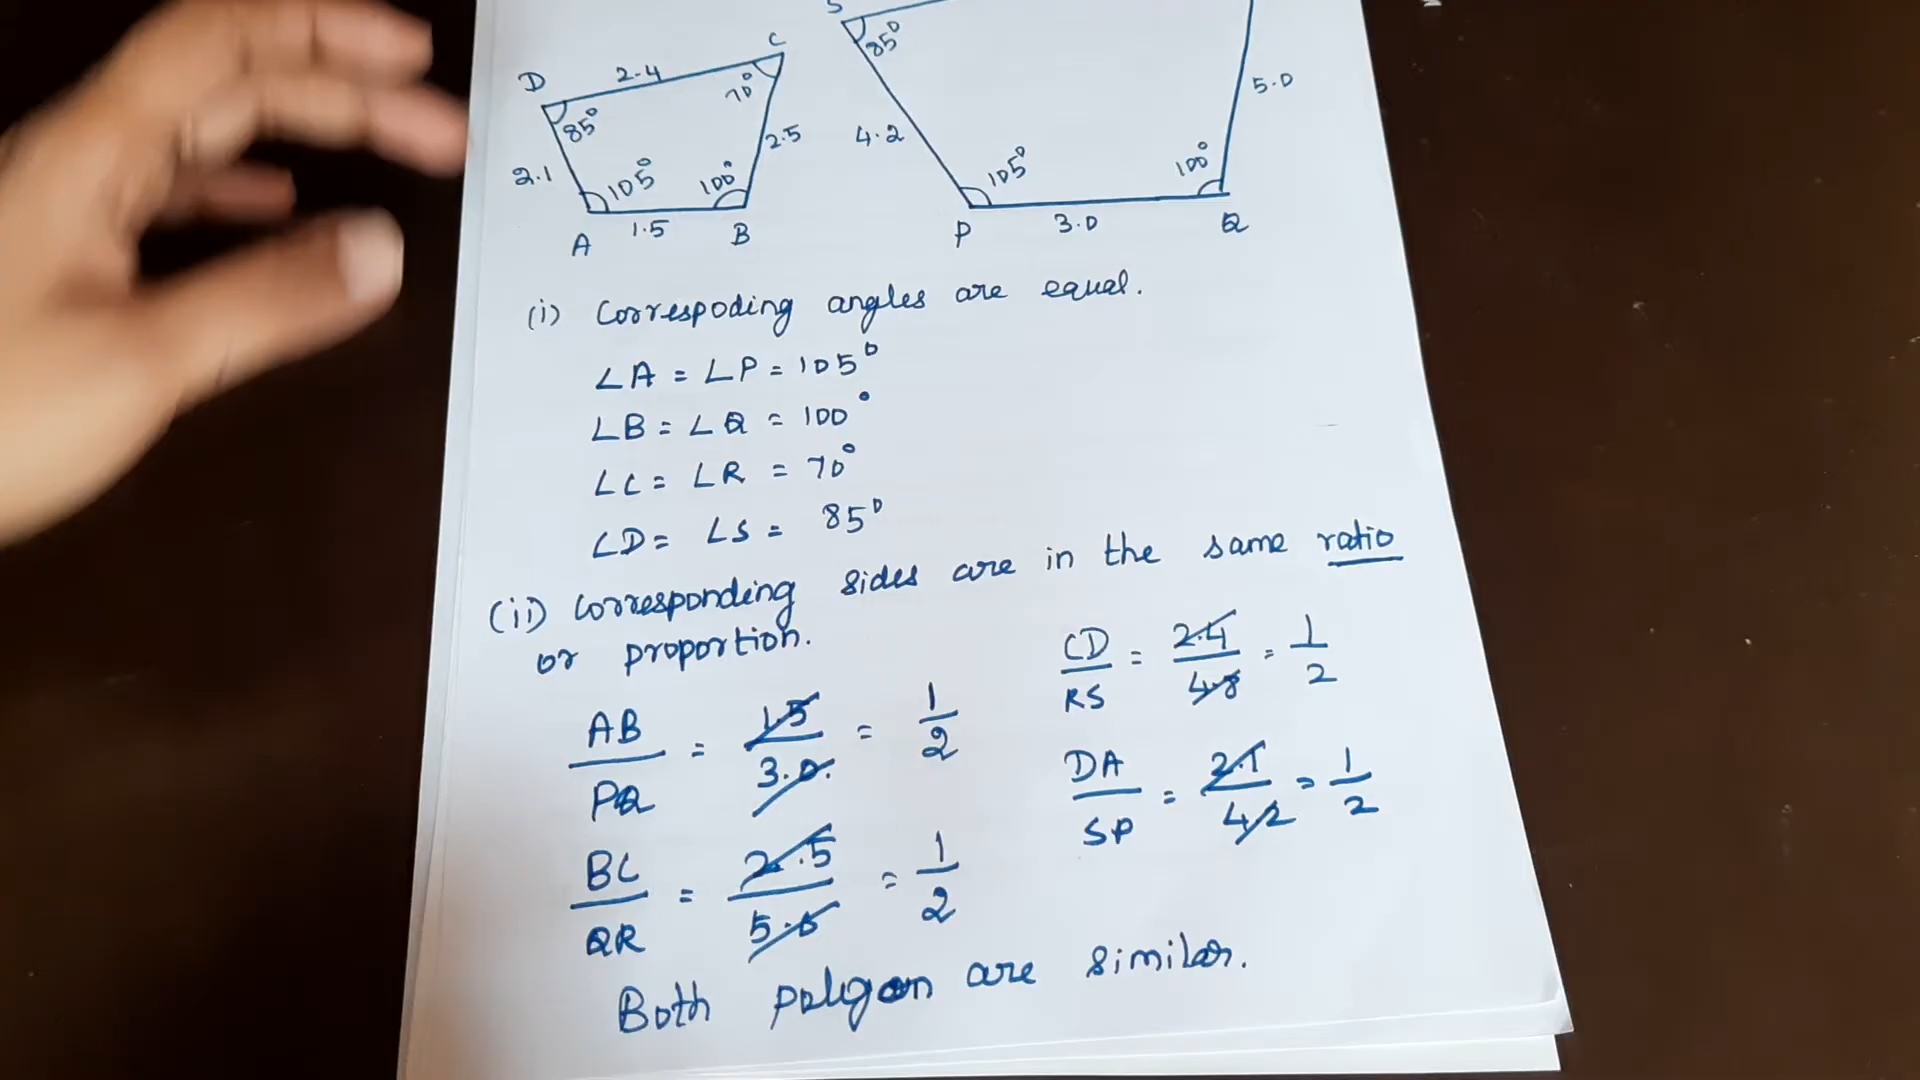 S
85°
C
D
2.4
70°
85°
5.0
2.5
4.2
2.1
105°
100°
105°
100°
1.5
A
B
P
3.0
Q
(i) Correspoding angles are equal.
∠A = ∠P = 105°
∠B = ∠Q = 100°
∠C = ∠R = 70°
∠D = ∠S = 85°
(ii) Corresponding sides are in the same ratio
or proportion.
AB/PQ = 1.5/3.0 = 1/2
CD/RS = 2.4/4.8 = 1/2
BC/QR = 2.5/5.0 = 1/2
DA/SP = 2.1/4.2 = 1/2
Both polygon are similar.